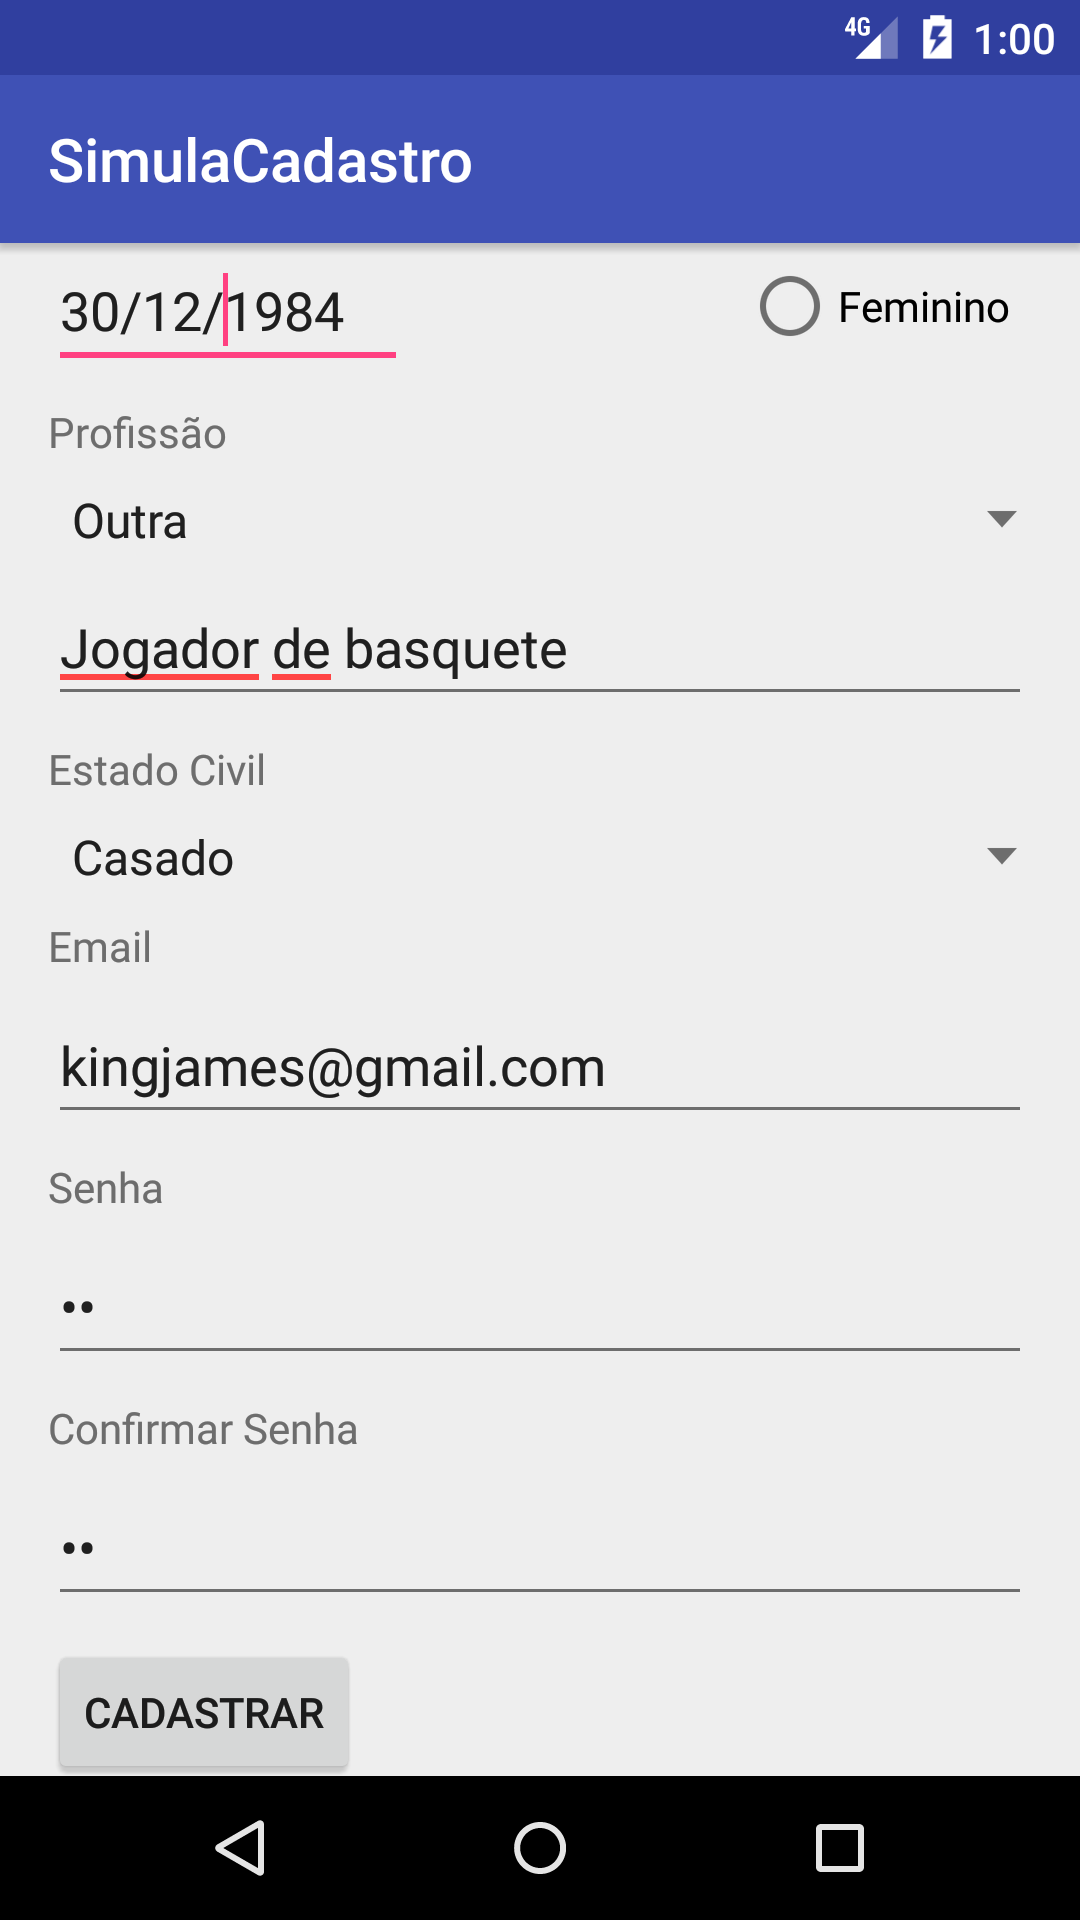 4G 1:00
SimulaCadastro
30/12/1984 Feminino
Profissão
Outra
Jogador de basquete
Estado Civil
Casado
Email
kingjames@gmail.com
Senha
••
Confirmar Senha
••
CADASTRAR